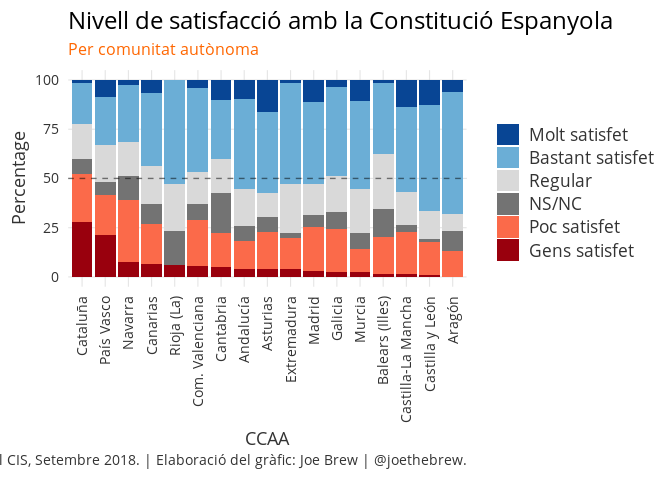 Nivell de satisfacció amb la Constitució Espanyola
Per comunitat autònoma
Percentage
100
75
50
25
0
Molt satisfet
Bastant satisfet
Regular
NS/NC
Poc satisfet
Gens satisfet
Cataluña
País Vasco
Navarra
Canarias
Rioja (La)
Com. Valenciana
Cantabria
Andalucía
Asturias
Extremadura
Madrid
Galicia
Murcia
Balears (Illes)
Castilla-La Mancha
Castilla y León
Aragón
CCAA
l CIS, Setembre 2018. | Elaboració del gràfic: Joe Brew | @joethebrew.